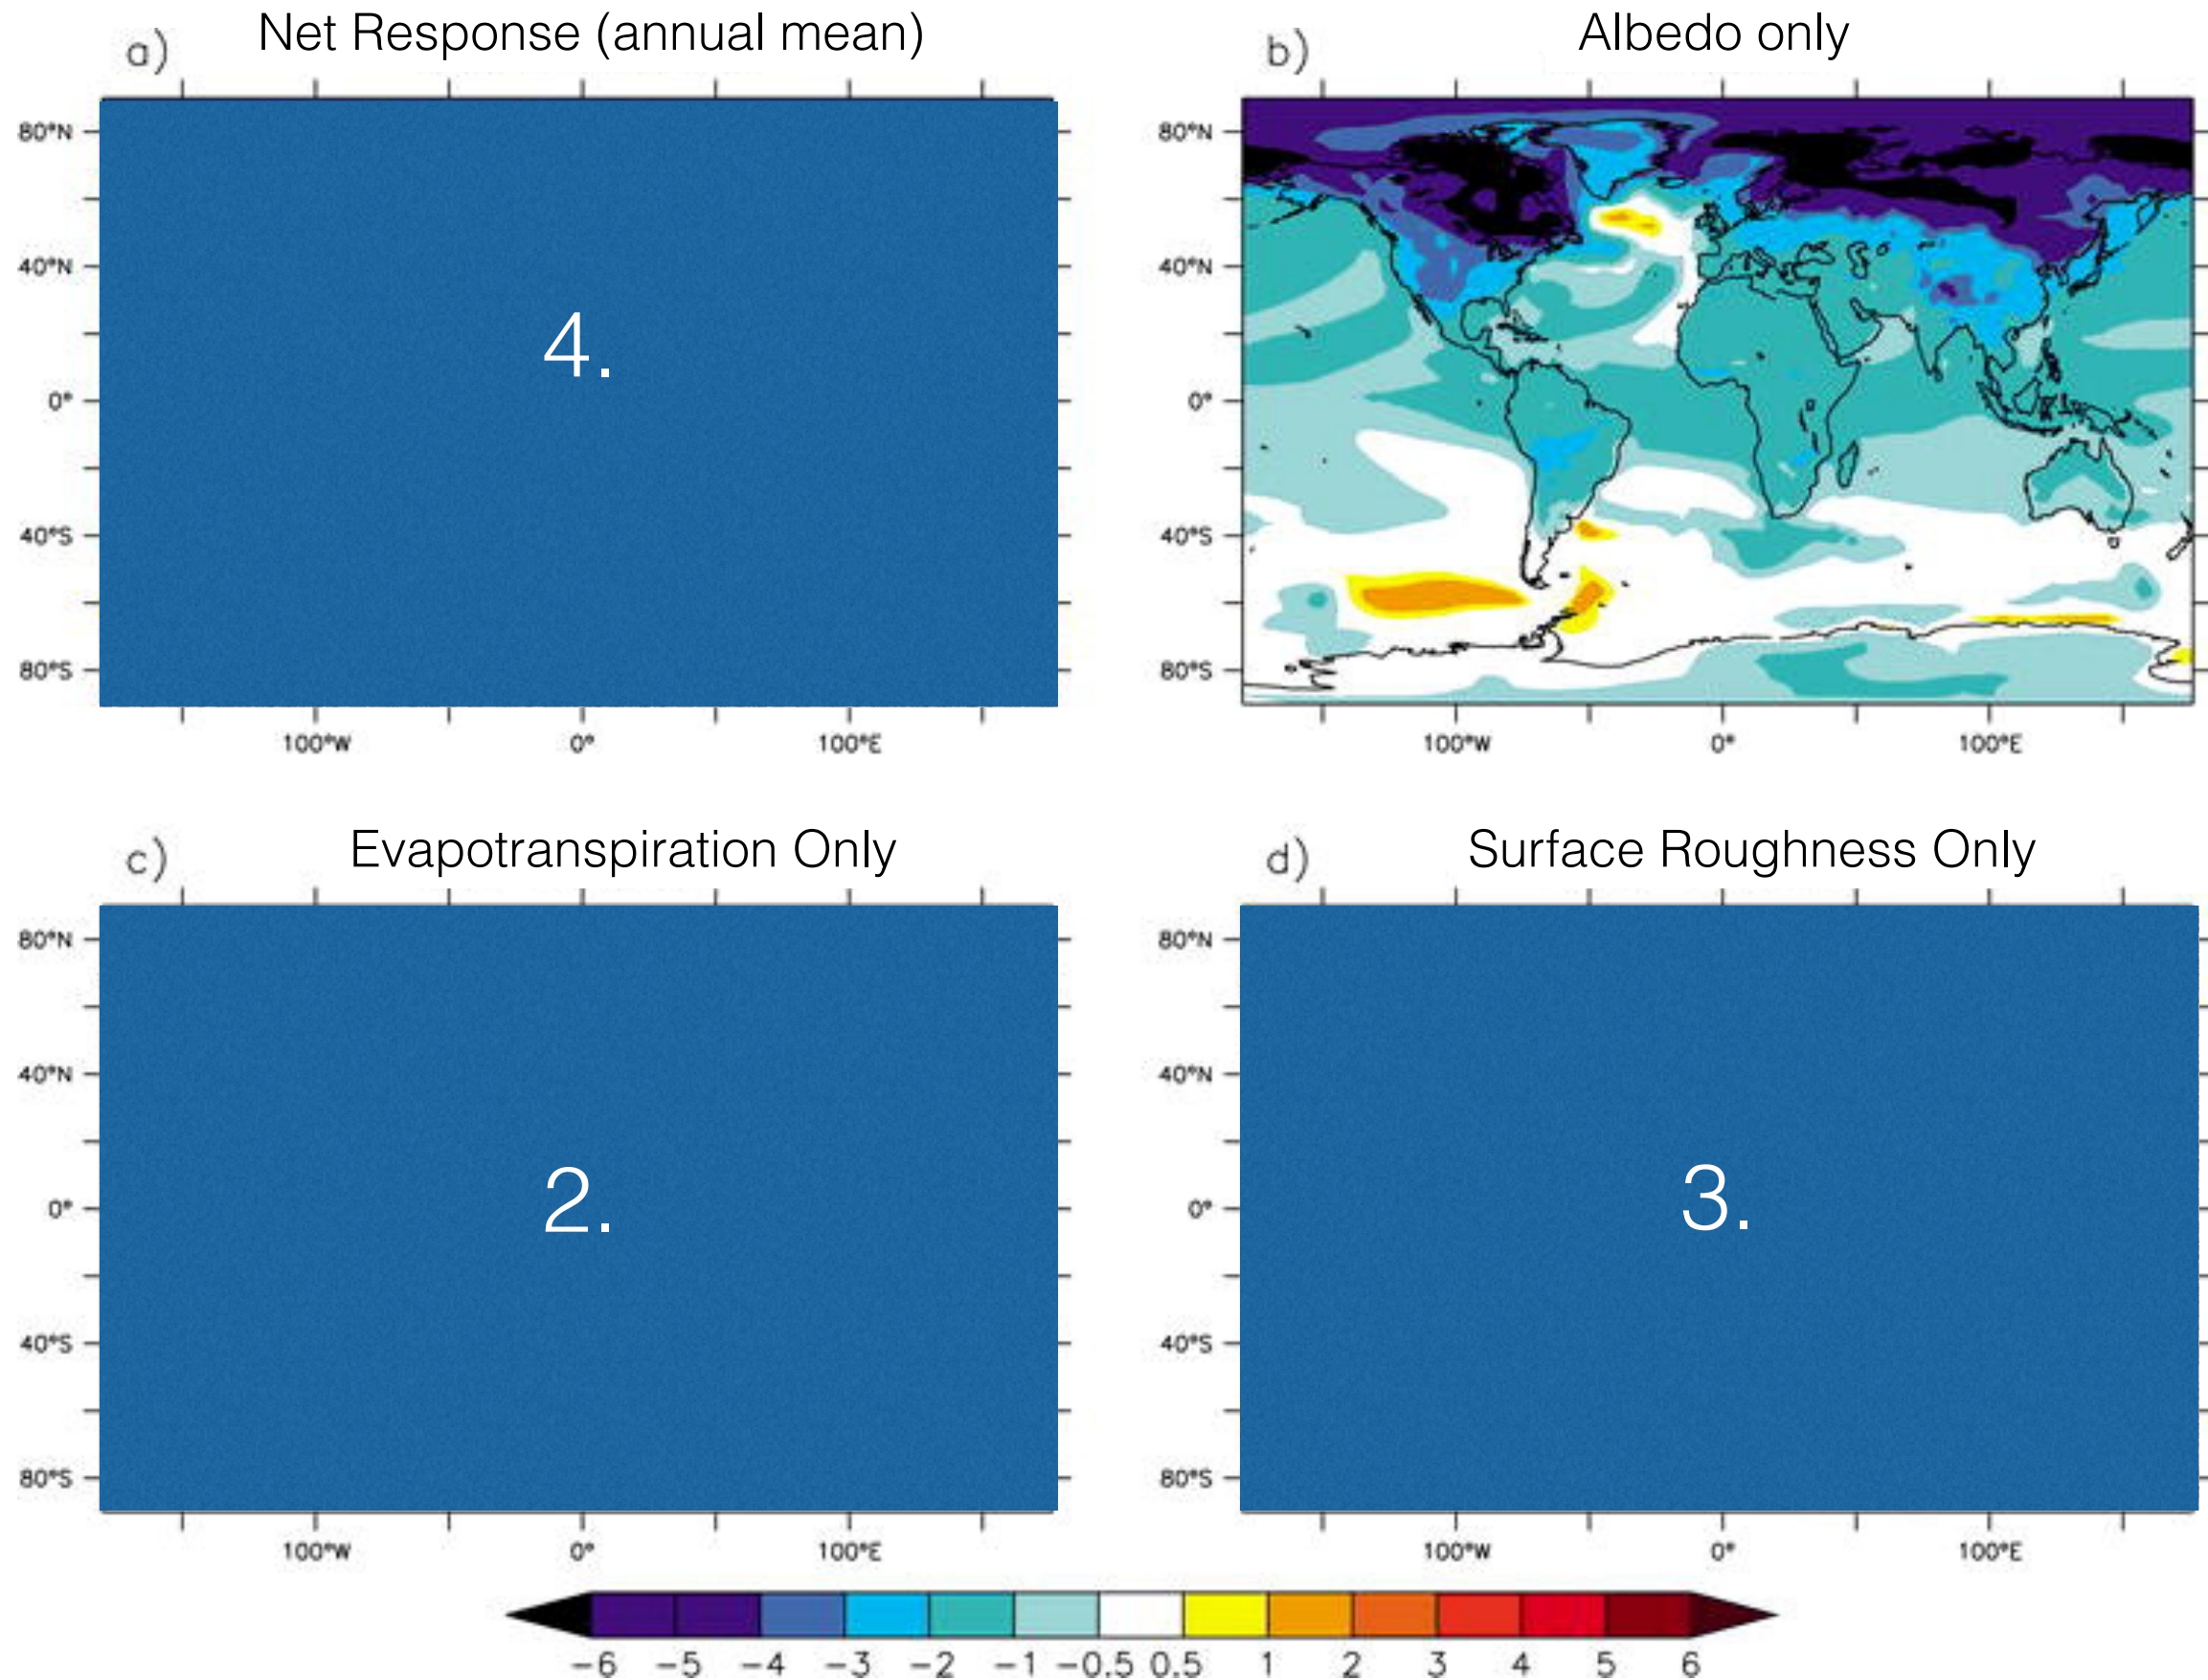 a) Net Response (annual mean)
80°N
40°N
0°
40°S
80°S
4.
100°W 0° 100°E
b) Albedo only
80°N
40°N
0°
40°S
80°S
100°W 0° 100°E
c) Evapotranspiration Only
80°N
40°N
0°
40°S
80°S
2.
100°W 0° 100°E
d) Surface Roughness Only
80°N
40°N
0°
40°S
80°S
3.
100°W 0° 100°E
−6 −5 −4 −3 −2 −1 −0.5 0.5 1 2 3 4 5 6